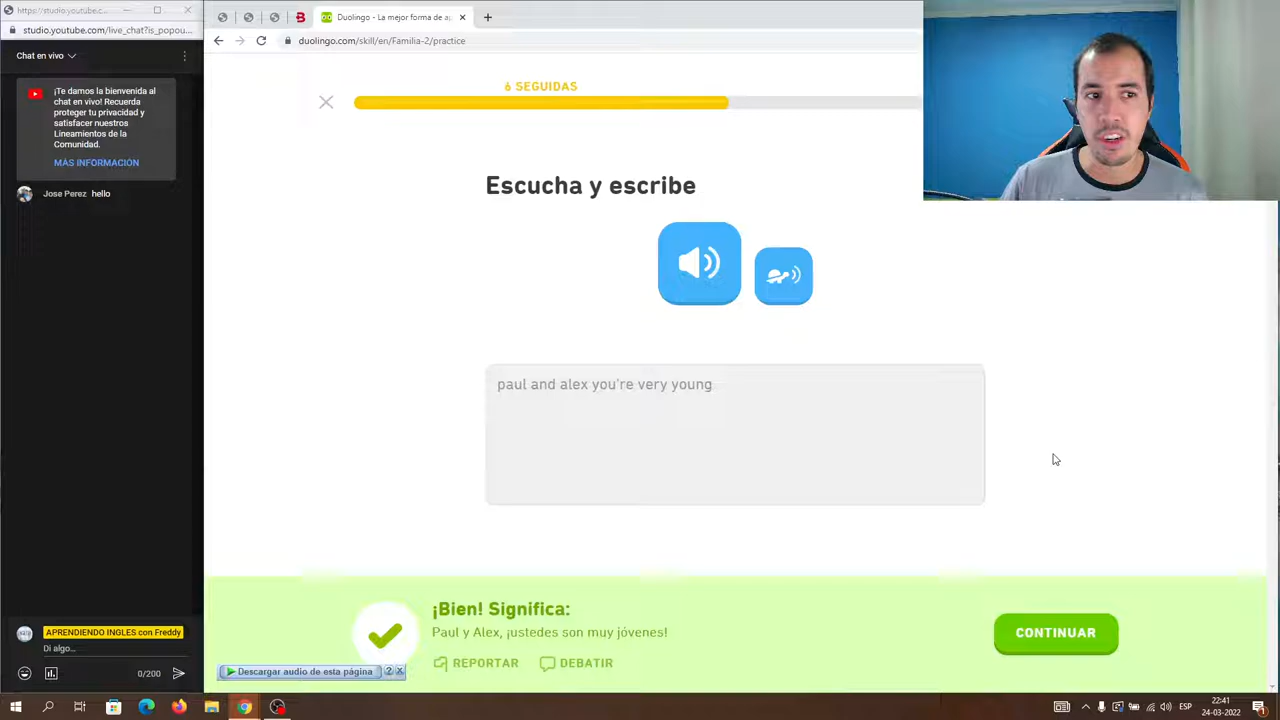 https://studio.youtube.c...
studio.youtube.com/live_chat?is_popou...
Chat en vivo
¡Te damos la bienvenida al
chat en vivo! Recuerda
proteger tu privacidad y
satisfacer nuestros
Lineamientos de la
Comunidad.
MÁS INFORMACIÓN
Jose Perez hello
APRENDIENDO INGLES con Freddy
Di algo...
0/200
Duolingo - La mejor forma de a
duolingo.com/skill/en/Familia-2/practice
6 SEGUIDAS
Escucha y escribe
paul and alex you're very young
¡Bien! Significa:
Paul y Alex, ¡ustedes son muy jóvenes!
REPORTAR
DEBATIR
CONTINUAR
Descargar audio de esta página
? X
ESP
22:41
24-03-2022
1